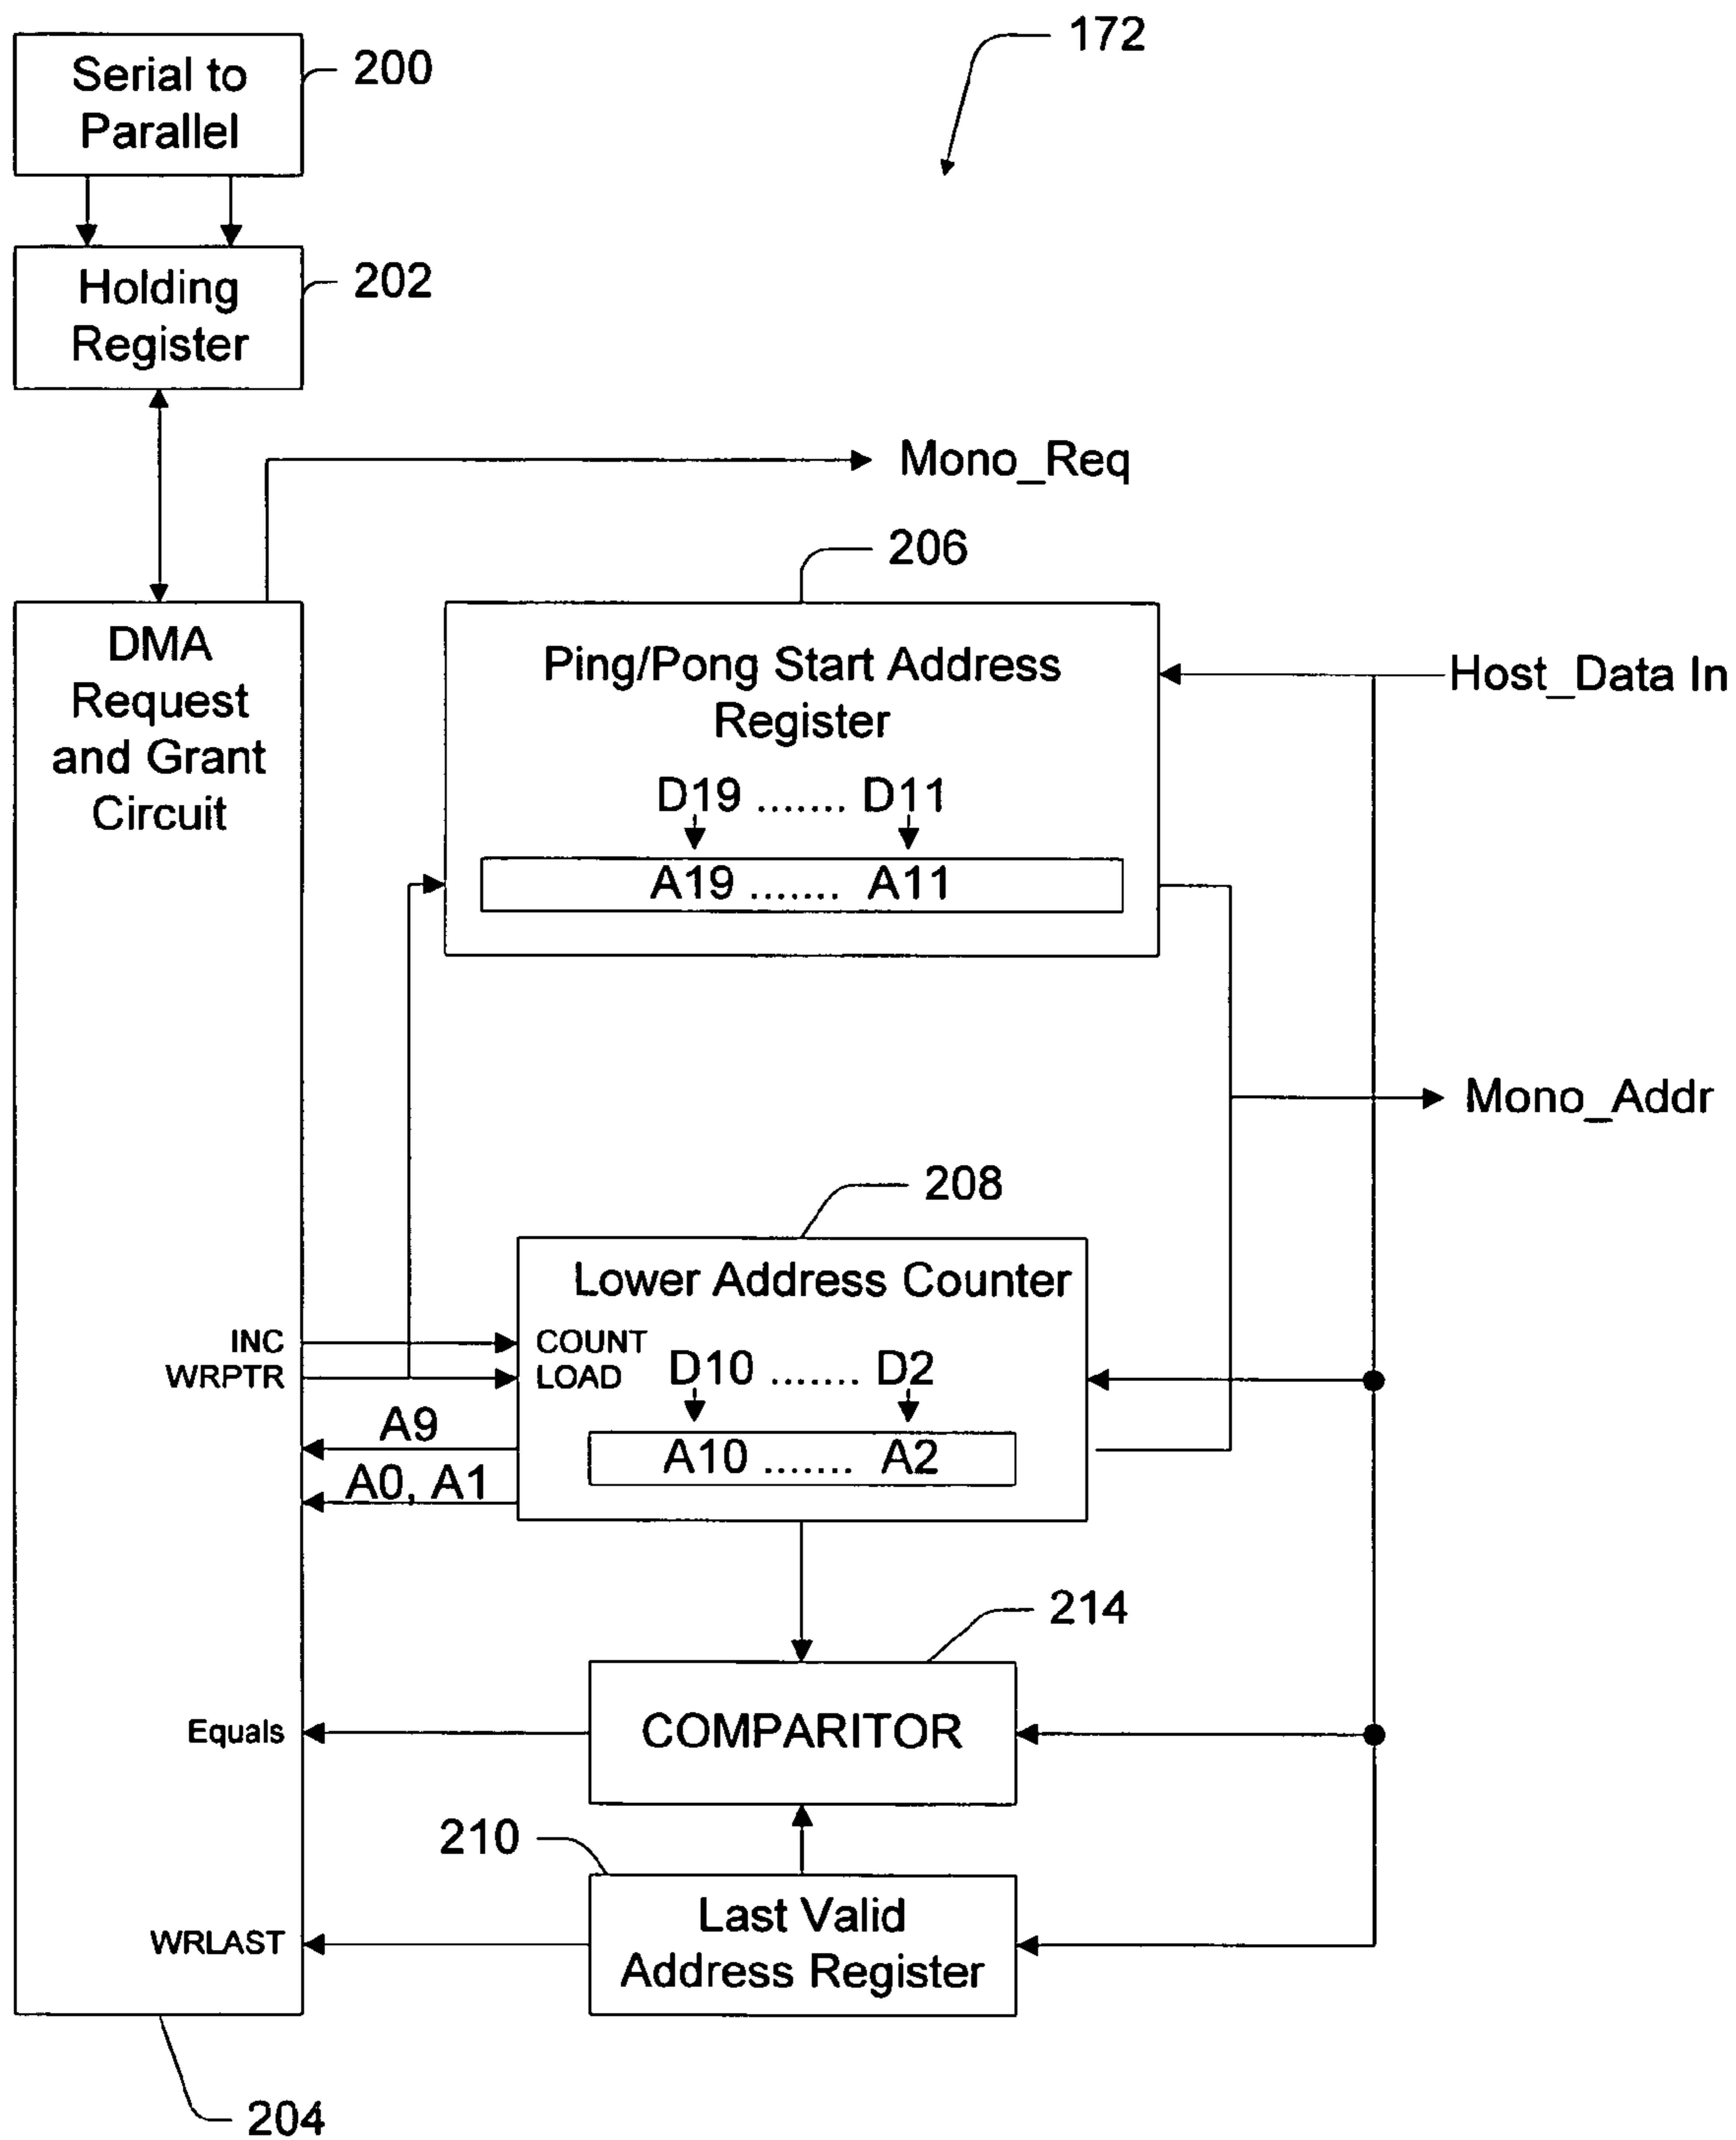 172
Serial to
Parallel
200
Holding
Register
202
Mono_Req
206
DMA
Request
and Grant
Circuit
Ping/Pong Start Address
Register
D19 ....... D11
A19 ....... A11
Host_Data In
Mono_Addr
208
Lower Address Counter
INC
COUNT
WRPTR
LOAD
D10 ....... D2
A9
A10 ....... A2
A0, A1
214
Equals
COMPARITOR
210
WRLAST
Last Valid
Address Register
204